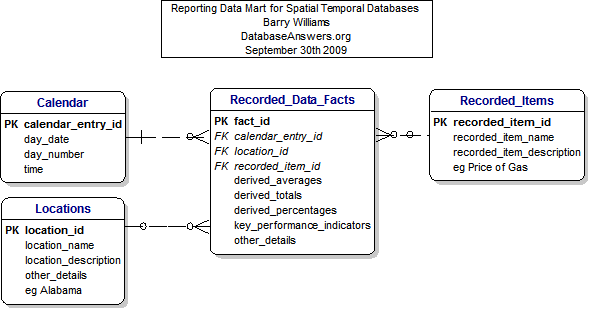 Reporting Data Mart for Spatial Temporal Databases
Barry Williams
DatabaseAnswers.org
September 30th 2009
Calendar
PK calendar_entry_id
day_date
day_number
time
Recorded_Data_Facts
PK fact_id
FK calendar_entry_id
FK location_id
FK recorded_item_id
derived_averages
derived_totals
derived_percentages
key_performance_indicators
other_details
Recorded_Items
PK recorded_item_id
recorded_item_name
recorded_item_description
eg Price of Gas
Locations
PK location_id
location_name
location_description
other_details
eg Alabama